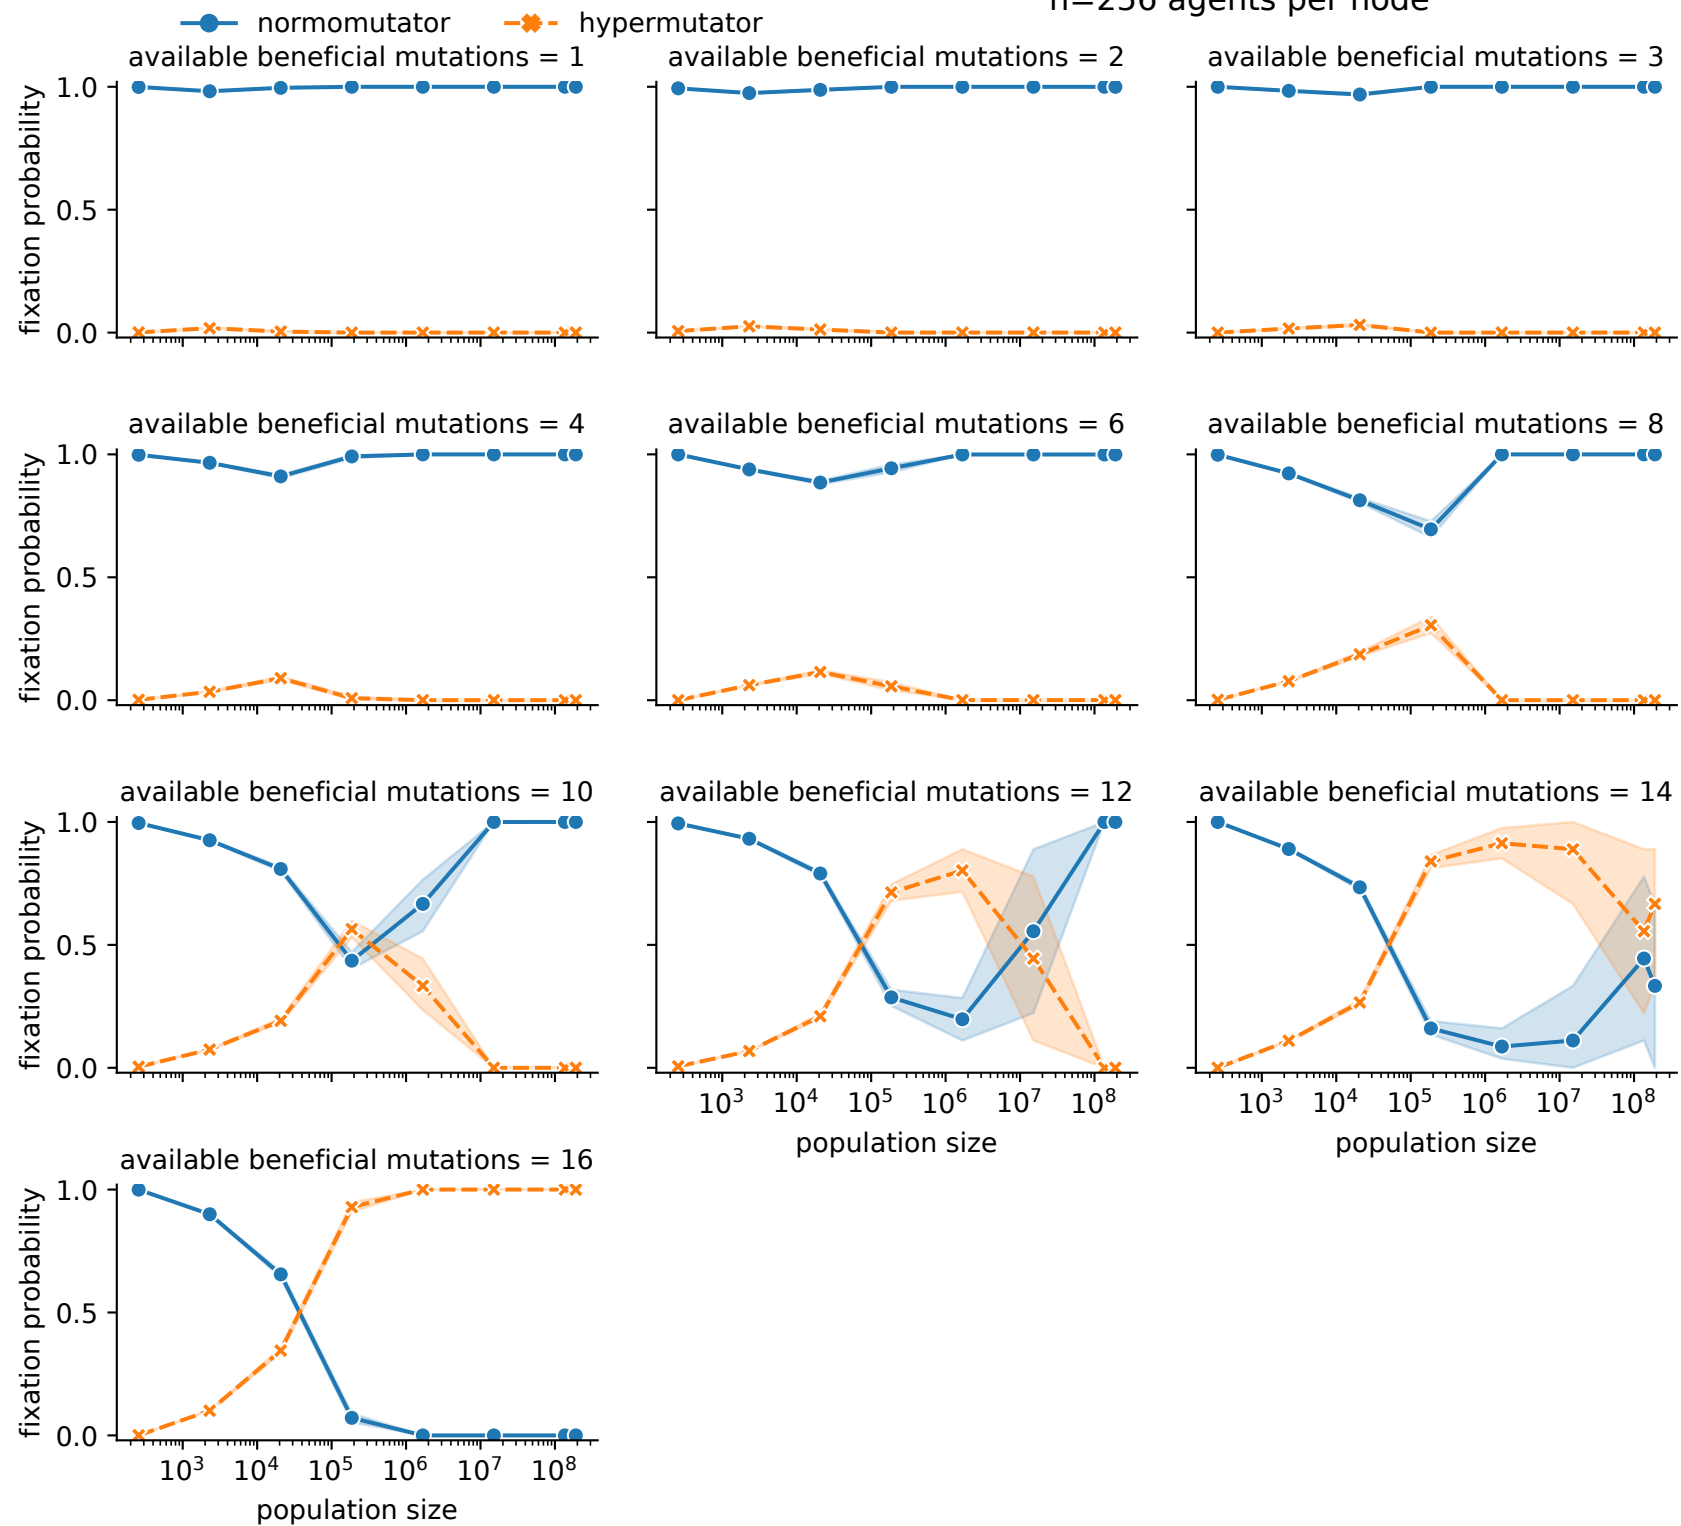 n=256 agents per node
normomutator hypermutator
available beneficial mutations = 1 available beneficial mutations = 2 available beneficial mutations = 3
1.0
0.5
0.0
fixation probability
available beneficial mutations = 4 available beneficial mutations = 6 available beneficial mutations = 8
1.0
0.5
0.0
fixation probability
available beneficial mutations = 10 available beneficial mutations = 12 available beneficial mutations = 14
1.0
0.5
0.0
fixation probability
10³ 10⁴ 10⁵ 10⁶ 10⁷ 10⁸ 10³ 10⁴ 10⁵ 10⁶ 10⁷ 10⁸
population size population size
available beneficial mutations = 16
1.0
0.5
0.0
fixation probability
10³ 10⁴ 10⁵ 10⁶ 10⁷ 10⁸
population size